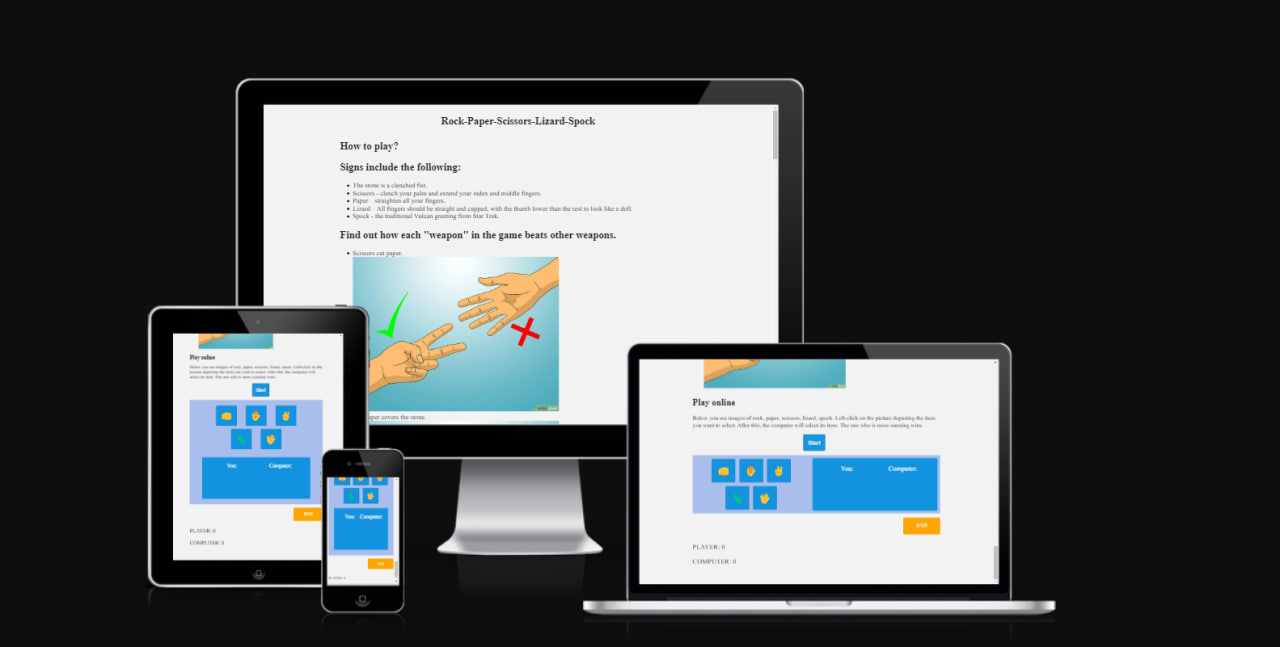 Rock-Paper-Scissors-Lizard-Spock
How to play?
Signs include the following:
The stone is a clenched fist.
Scissors - clench your palm and extend your index and middle fingers.
Paper - straighten all your fingers.
Lizard - All fingers should be straight and cupped, with the thumb lower than the rest to look like a doll.
Spock - the traditional Vulcan greeting from Star Trek.
Find out how each "weapon" in the game beats other weapons.
Scissors cut paper.
aper covers the stone.
Play online
Below you see images of rock, paper, scissors, lizard, spock. Left-click on the
picture depicting the item you want to select. After this, the computer will
select its item. The one who is more cunning wins.
Start
You: Computer:
0/10
PLAYER: 0
COMPUTER: 0
You: Computer:
PLAYER: 0
Play online
Below you see images of rock, paper, scissors, lizard, spock. Left-click on the picture depicting the item
you want to select. After this, the computer will select its item. The one who is more cunning wins.
Start
You: Computer:
0/10
PLAYER: 0
COMPUTER: 0